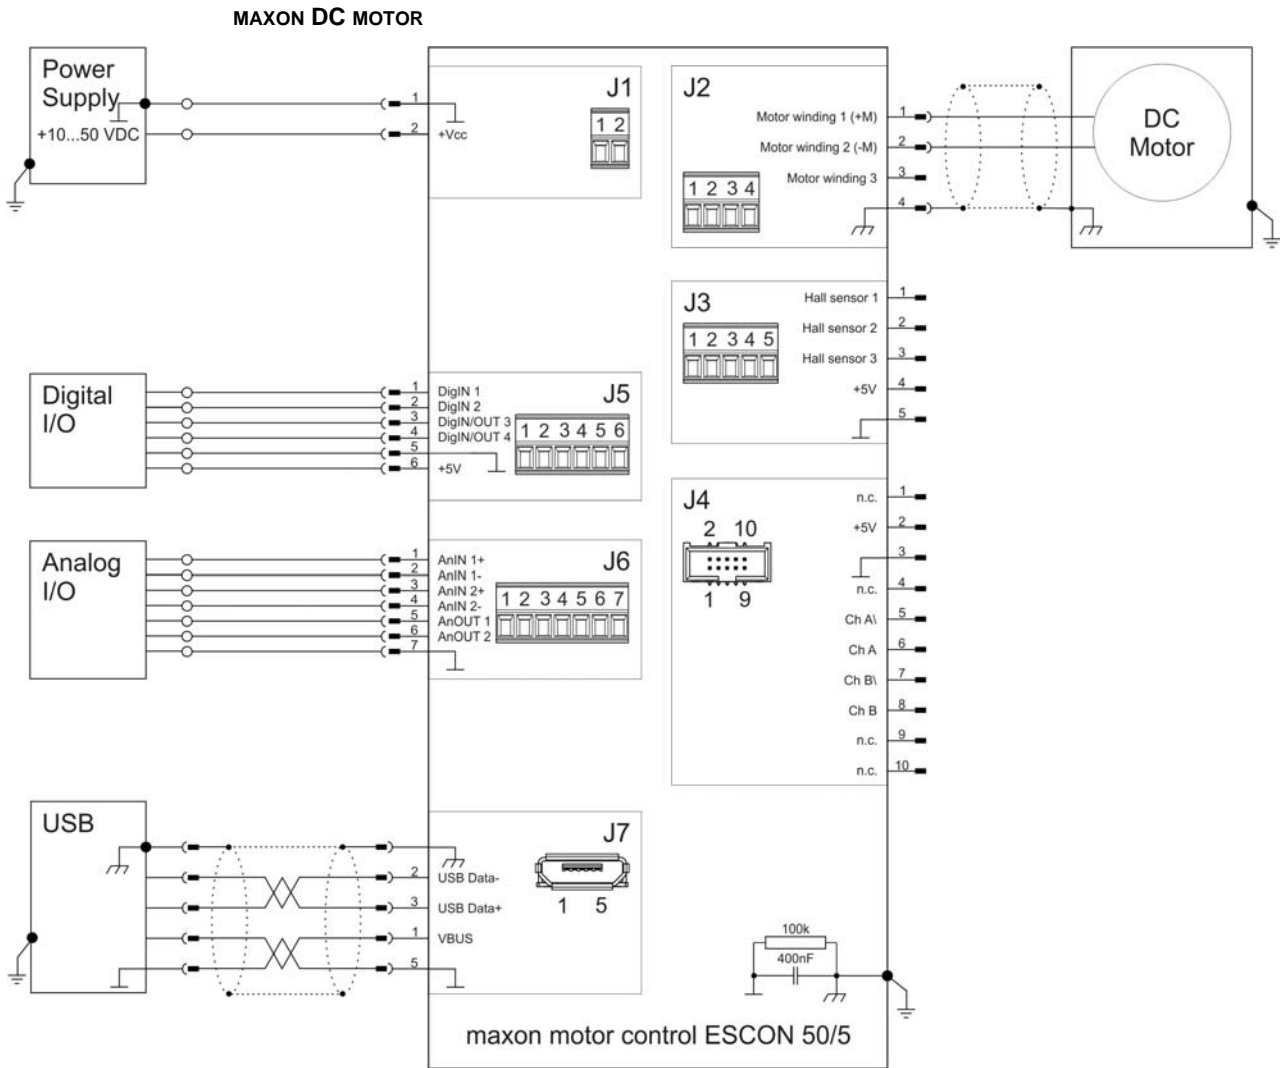 MAXON DC MOTOR
Power
Supply
+10...50 VDC
1
2
+Vcc
J1
1 2
J2
1 2 3 4
Motor winding 1 (+M)
1
Motor winding 2 (-M)
2
Motor winding 3
3
4
DC
Motor
J3
1 2 3 4 5
Hall sensor 1
1
Hall sensor 2
2
Hall sensor 3
3
+5V
4
5
Digital
I/O
1
DigIN 1
2
DigIN 2
3
DigIN/OUT 3
4
DigIN/OUT 4
5
6
+5V
J5
1 2 3 4 5 6
J4
2 10
1 9
n.c.
1
+5V
2
3
n.c.
4
Ch A\
5
Ch A
6
Ch B\
7
Ch B
8
n.c.
9
n.c.
10
Analog
I/O
1
AnIN 1+
2
AnIN 1-
3
AnIN 2+
4
AnIN 2-
5
AnOUT 1
6
AnOUT 2
7
J6
1 2 3 4 5 6 7
USB
2
USB Data-
3
USB Data+
1
VBUS
5
J7
1 5
100k
400nF
maxon motor control ESCON 50/5